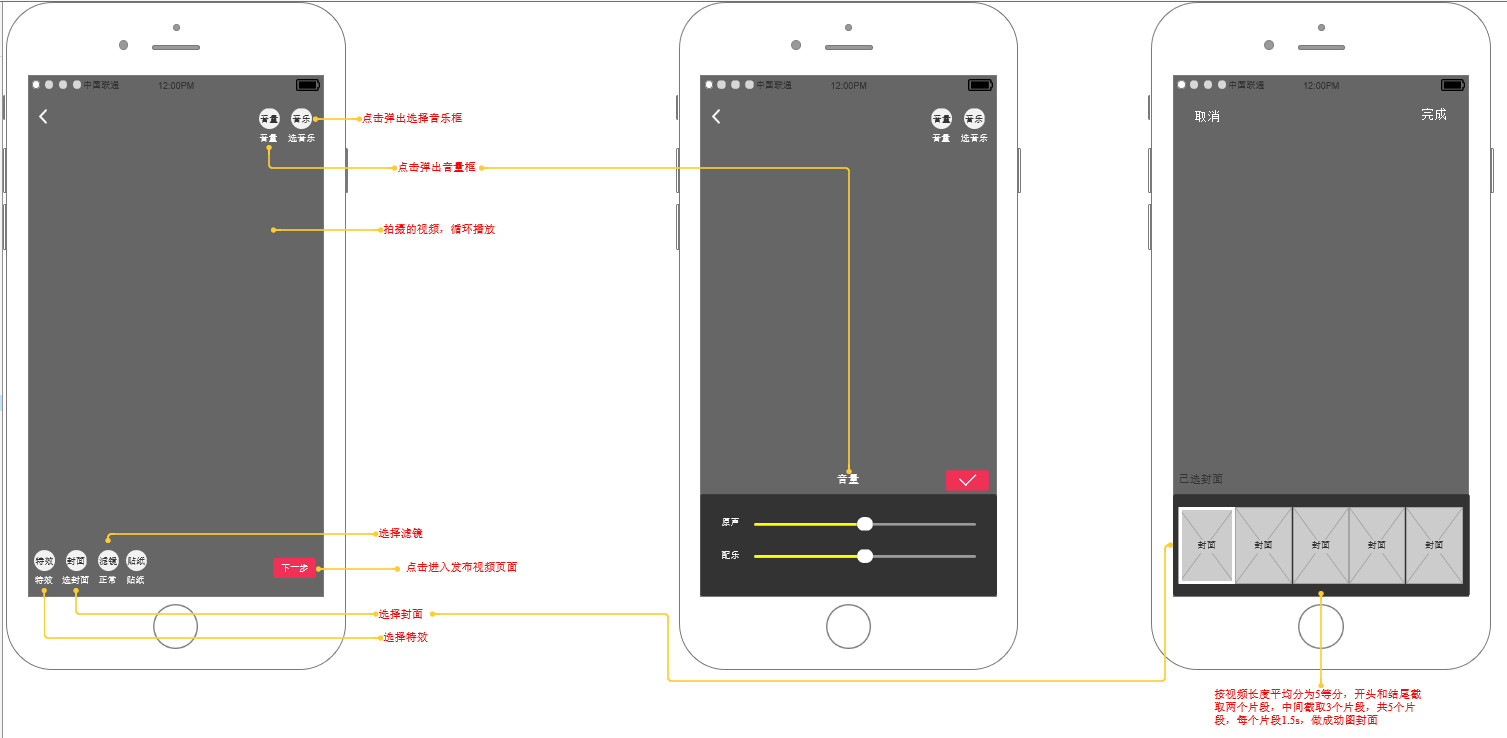 中国联通
12:00PM
音量
音乐
音量
选音乐
点击弹出选择音乐框
点击弹出音量框
拍摄的视频，循环播放
选择滤镜
特效
封面
滤镜
贴纸
特效
选封面
正常
贴纸
下一步
点击进入发布视频页面
选择封面
选择特效
中国联通
12:00PM
音量
音乐
音量
选音乐
音量
原声
配乐
中国联通
12:00PM
取消
完成
已选封面
封面
封面
封面
封面
封面
按视频长度平均分为5等分，开头和结尾截
取两个片段，中间截取3个片段，共5个片
段，每个片段1.5s，做成动图封面